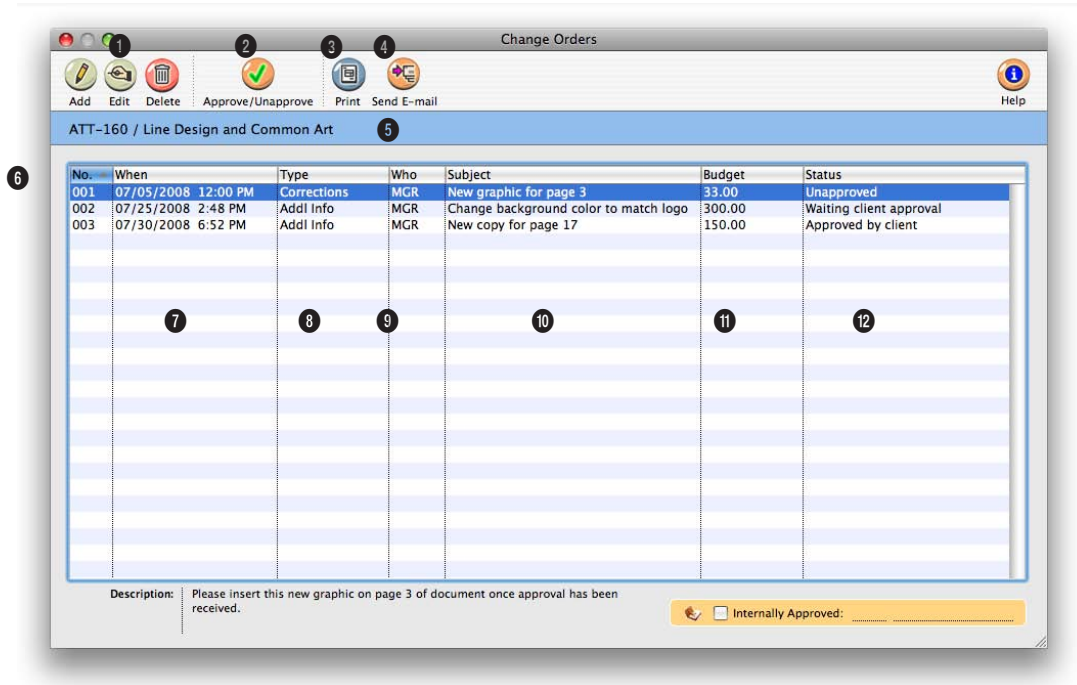 Change Orders
1 2 3 4
Add Edit Delete Approve/Unapprove Print Send E-mail Help
ATT-160 / Line Design and Common Art 5
6
No. When Type Who Subject Budget Status
001 07/05/2008 12:00 PM Corrections MGR New graphic for page 3 33.00 Unapproved
002 07/25/2008 2:48 PM Addl Info MGR Change background color to match logo 300.00 Waiting client approval
003 07/30/2008 6:52 PM Addl Info MGR New copy for page 17 150.00 Approved by client
7 8 9 10 11 12
Description: Please insert this new graphic on page 3 of document once approval has been
received.
Internally Approved: